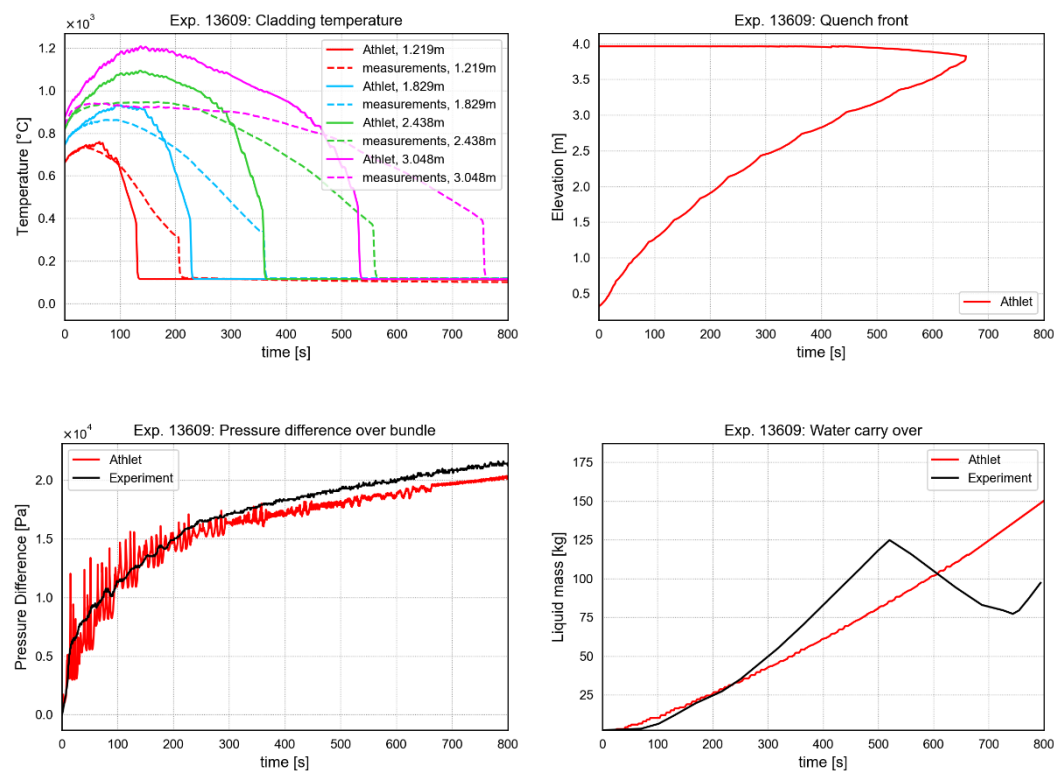 Exp. 13609: Cladding temperature
×10³
1.2
1.0
0.8
0.6
0.4
0.2
0.0
Temperature [°C]
0 100 200 300 400 500 600 700 800
time [s]
Athlet, 1.219m
measurements, 1.219m
Athlet, 1.829m
measurements, 1.829m
Athlet, 2.438m
measurements, 2.438m
Athlet, 3.048m
measurements, 3.048m
Exp. 13609: Quench front
4.0
3.5
3.0
2.5
2.0
1.5
1.0
0.5
Elevation [m]
0 100 200 300 400 500 600 700 800
time [s]
Athlet
Exp. 13609: Pressure difference over bundle
×10⁴
2.0
1.5
1.0
0.5
0.0
Pressure Difference [Pa]
0 100 200 300 400 500 600 700 800
time [s]
Athlet
Experiment
Exp. 13609: Water carry over
175
150
125
100
75
50
25
Liquid mass [kg]
0 100 200 300 400 500 600 700 800
time [s]
Athlet
Experiment